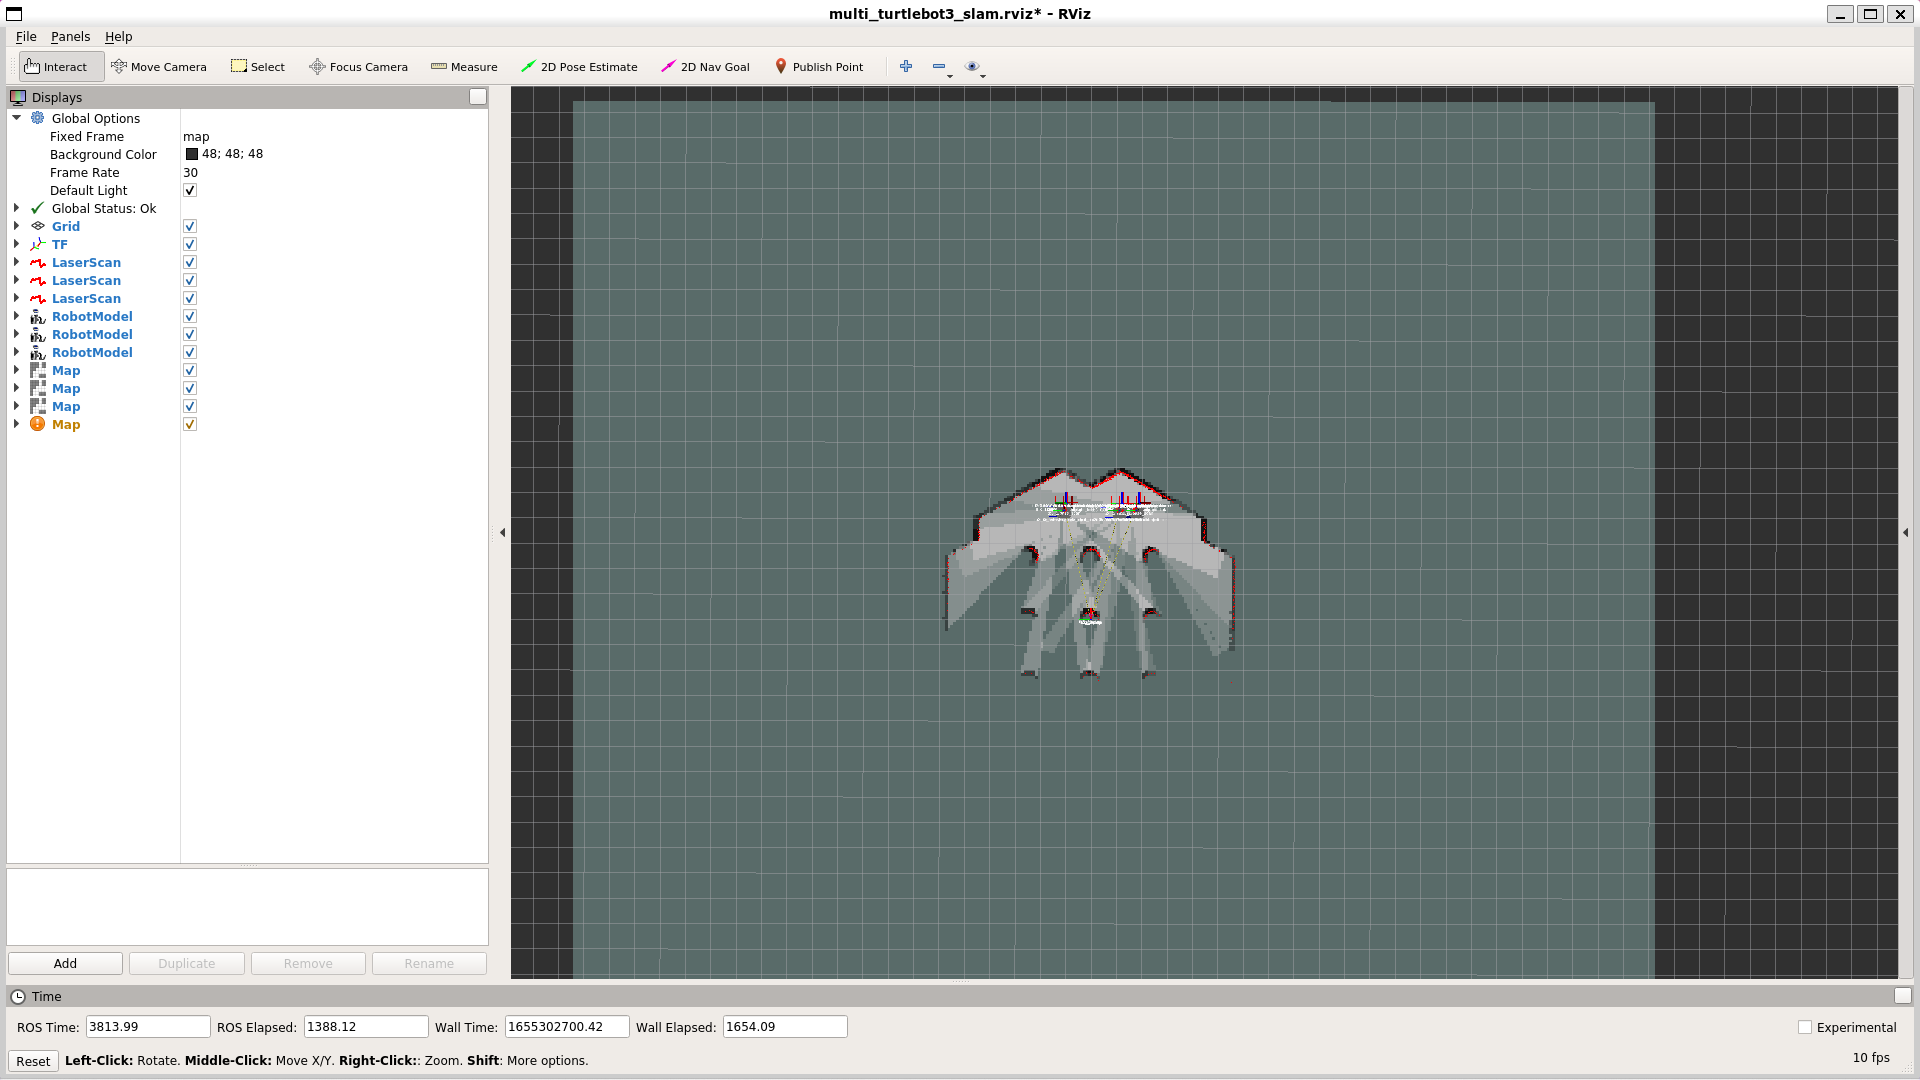 multi_turtlebot3_slam.rviz* - RViz
File Panels Help
Interact Move Camera Select Focus Camera Measure 2D Pose Estimate 2D Nav Goal Publish Point
Displays
Global Options
Fixed Frame map
Background Color 48; 48; 48
Frame Rate 30
Default Light
Global Status: Ok
Grid
TF
LaserScan
LaserScan
LaserScan
RobotModel
RobotModel
RobotModel
Map
Map
Map
Map
Add Duplicate Remove Rename
Time
ROS Time: 3813.99 ROS Elapsed: 1388.12 Wall Time: 1655302700.42 Wall Elapsed: 1654.09 Experimental
Reset Left-Click: Rotate. Middle-Click: Move X/Y. Right-Click:: Zoom. Shift: More options. 10 fps